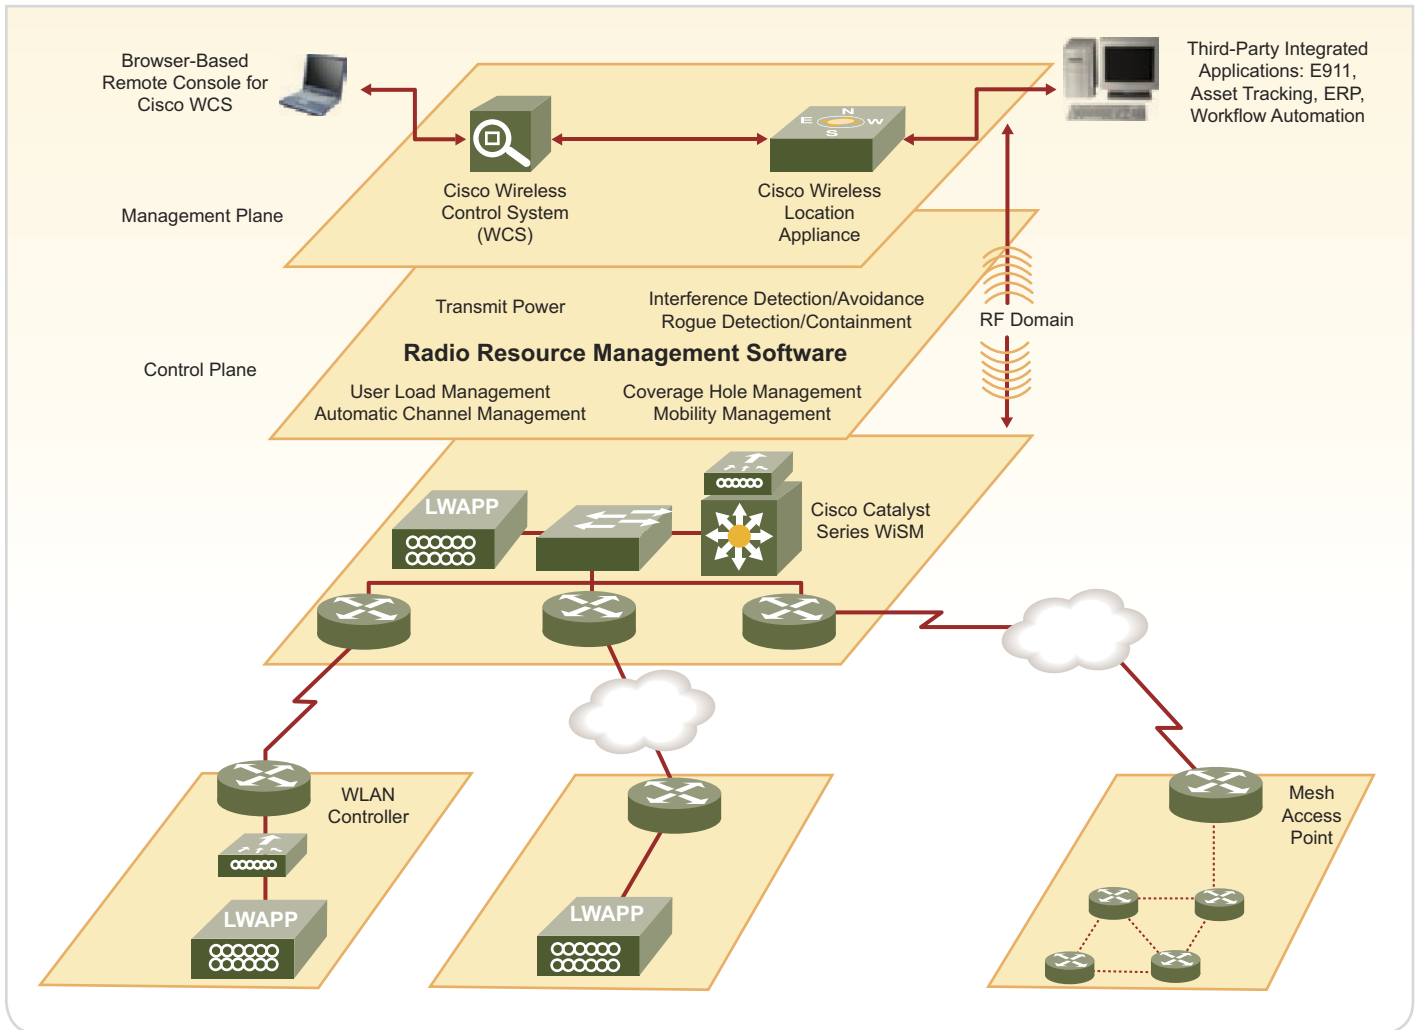 Browser-Based
Remote Console for
Cisco WCS
Third-Party Integrated
Applications: E911,
Asset Tracking, ERP,
Workflow Automation
N
E W
S
Cisco Wireless
Control System
(WCS)
Cisco Wireless
Location
Appliance
Management Plane
Transmit Power
Interference Detection/Avoidance
Rogue Detection/Containment
RF Domain
Radio Resource Management Software
Control Plane
User Load Management
Automatic Channel Management
Coverage Hole Management
Mobility Management
LWAPP
Cisco Catalyst
Series WiSM
WLAN
Controller
LWAPP
LWAPP
Mesh
Access
Point